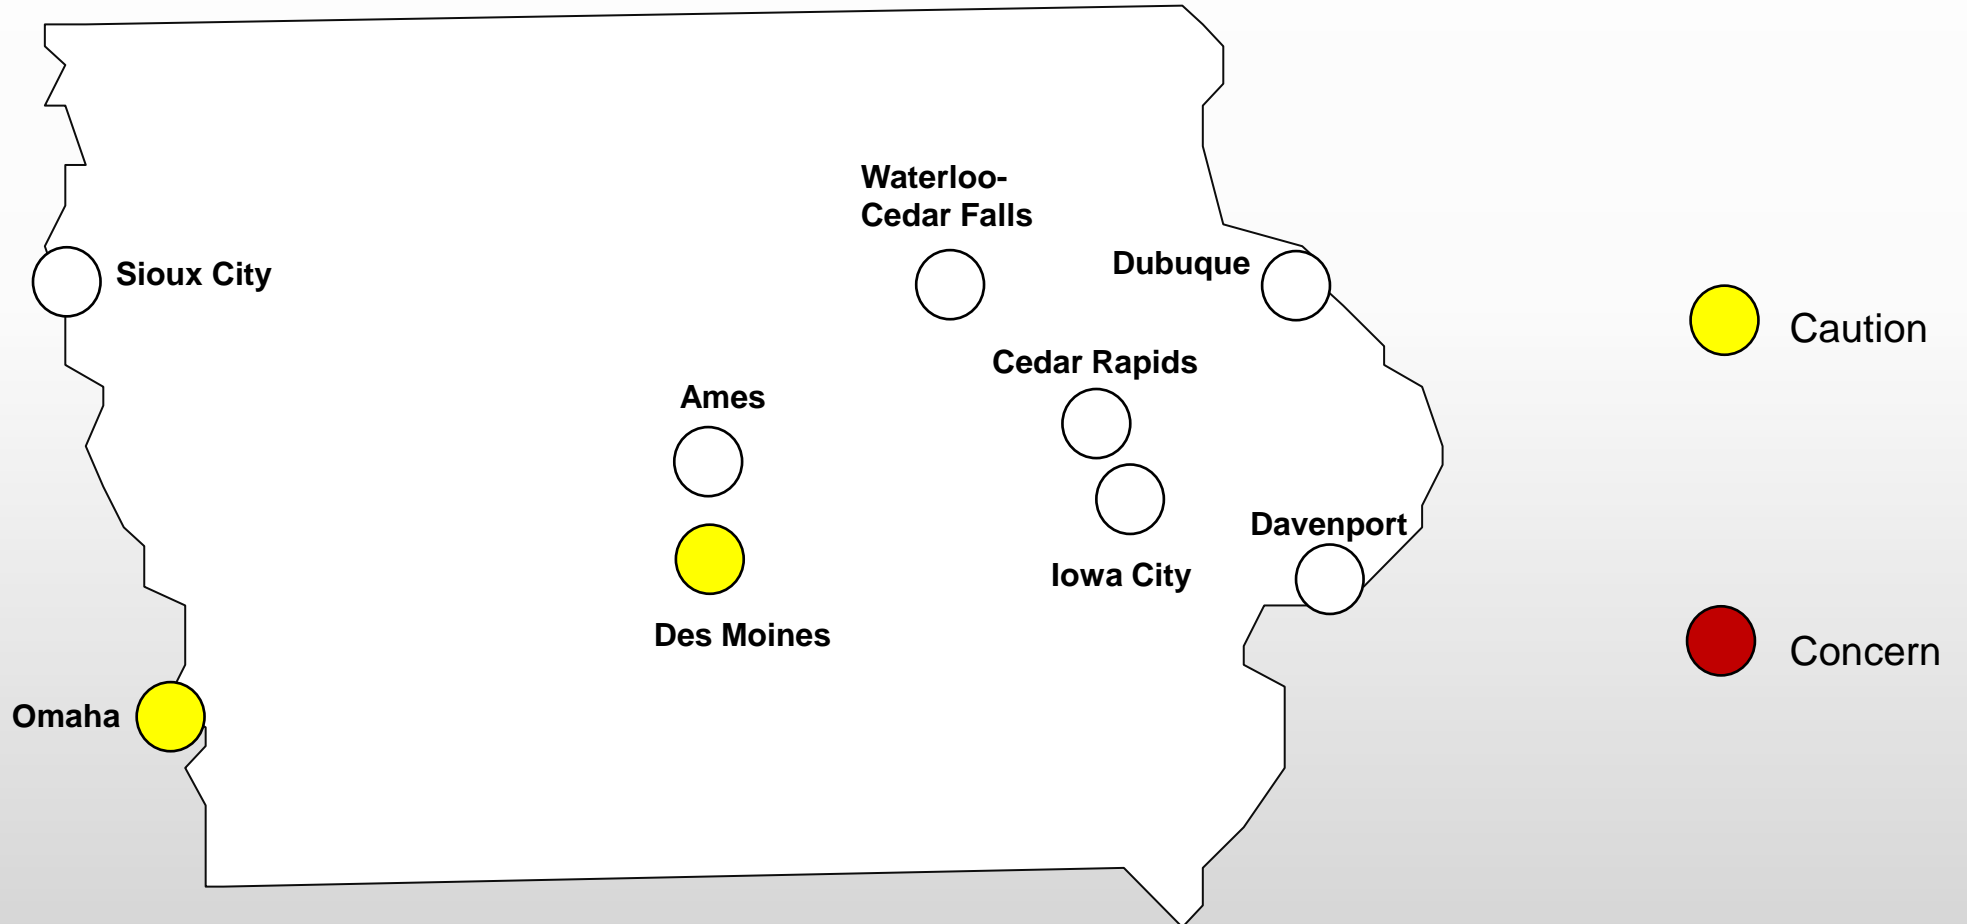 Waterloo-
Cedar Falls
Dubuque
Sioux City
Caution
Cedar Rapids
Ames
Davenport
Iowa City
Des Moines
Concern
Omaha